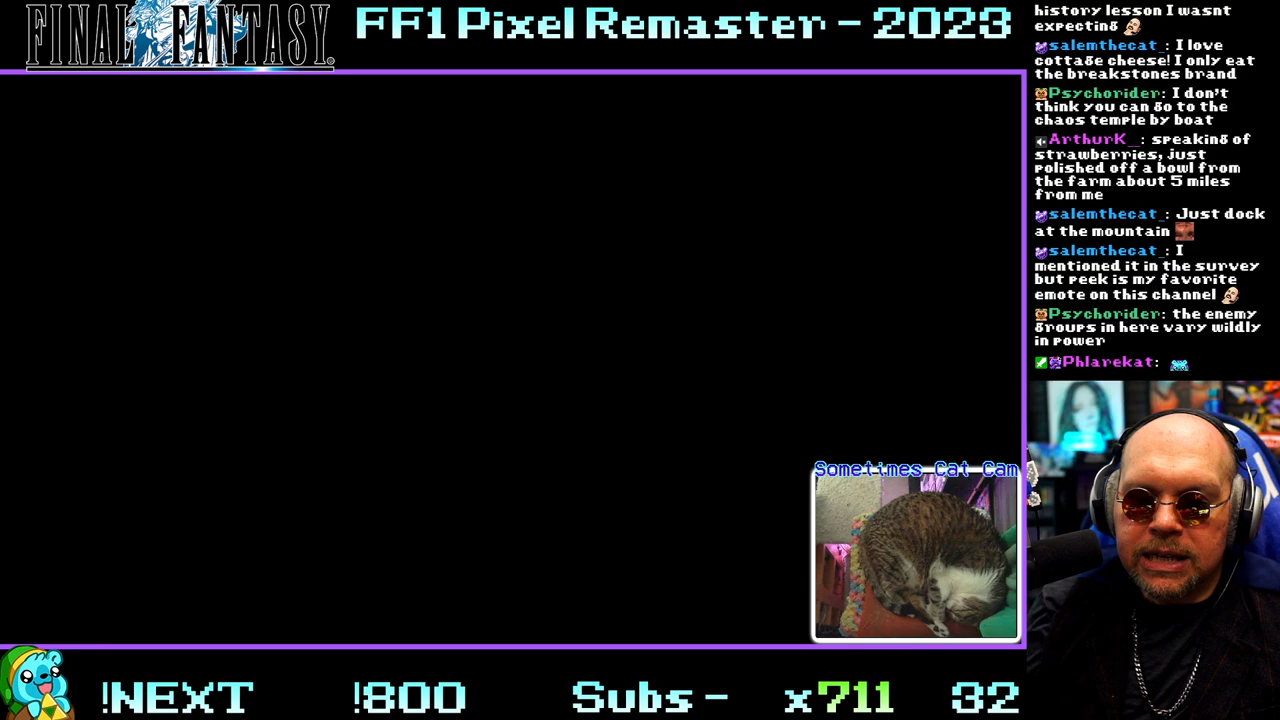 FINAL FANTASY
FF1 Pixel Remaster - 2023
history lesson I wasnt
expecting
salemthecat_: I love
cottage cheese! I only eat
the breakstones brand
Psychorider: I don't
think you can go to the
chaos temple by boat
ArthurK__: speaking of
strawberries, just
polished off a bowl from
the farm about 5 miles
from me
salemthecat_: Just dock
at the mountain
salemthecat_: I
mentioned it in the survey
but peek is my favorite
emote on this channel
Psychorider: the enemy
groups in here vary wildly
in power
Phlarekat:
Sometimes Cat Cam
!NEXT !800 Subs - x711 32